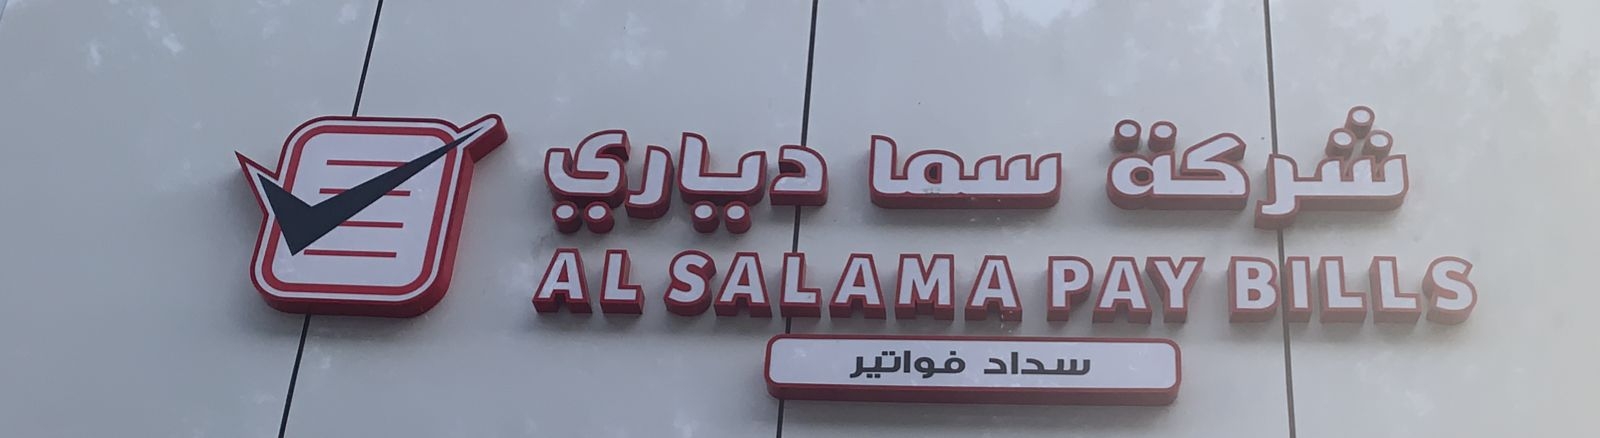 شركة سما دياري
AL SALAMA PAY BILLS
سداد فواتير